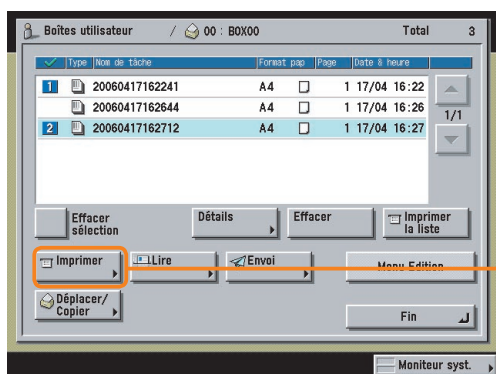 Boîtes utilisateur / 00 : BOX00 Total 3
Type Nom de tâche Format pap Page Date & heure
1 20060417162241 A4 1 17/04 16:22
20060417162644 A4 1 17/04 16:26
2 20060417162712 A4 1 17/04 16:27
1/1
Effacer sélection Détails Effacer Imprimer la liste
Imprimer Lire Envoi Menu Edition
Déplacer/ Copier Fin
Moniteur syst.